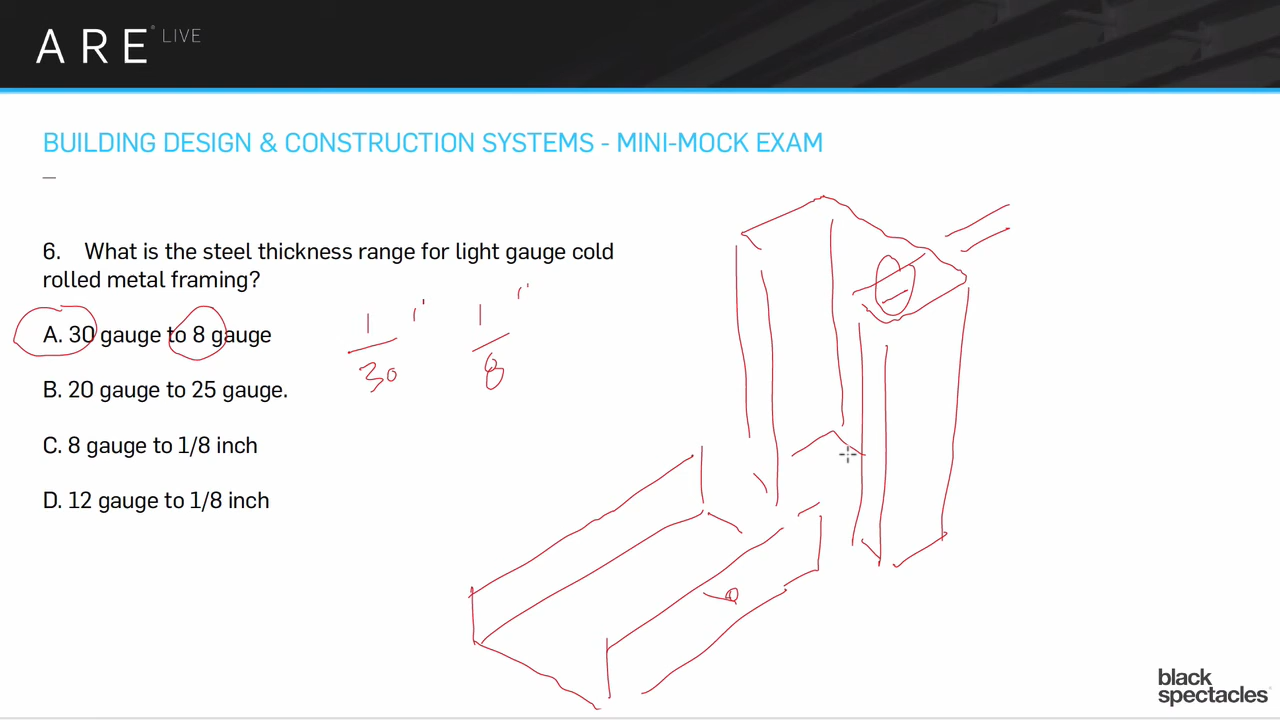 ARE® LIVE
BUILDING DESIGN & CONSTRUCTION SYSTEMS - MINI-MOCK EXAM
6. What is the steel thickness range for light gauge cold
rolled metal framing?
A. 30 gauge to 8 gauge
1/30" 1/8"
B. 20 gauge to 25 gauge.
C. 8 gauge to 1/8 inch
D. 12 gauge to 1/8 inch
black
spectacles